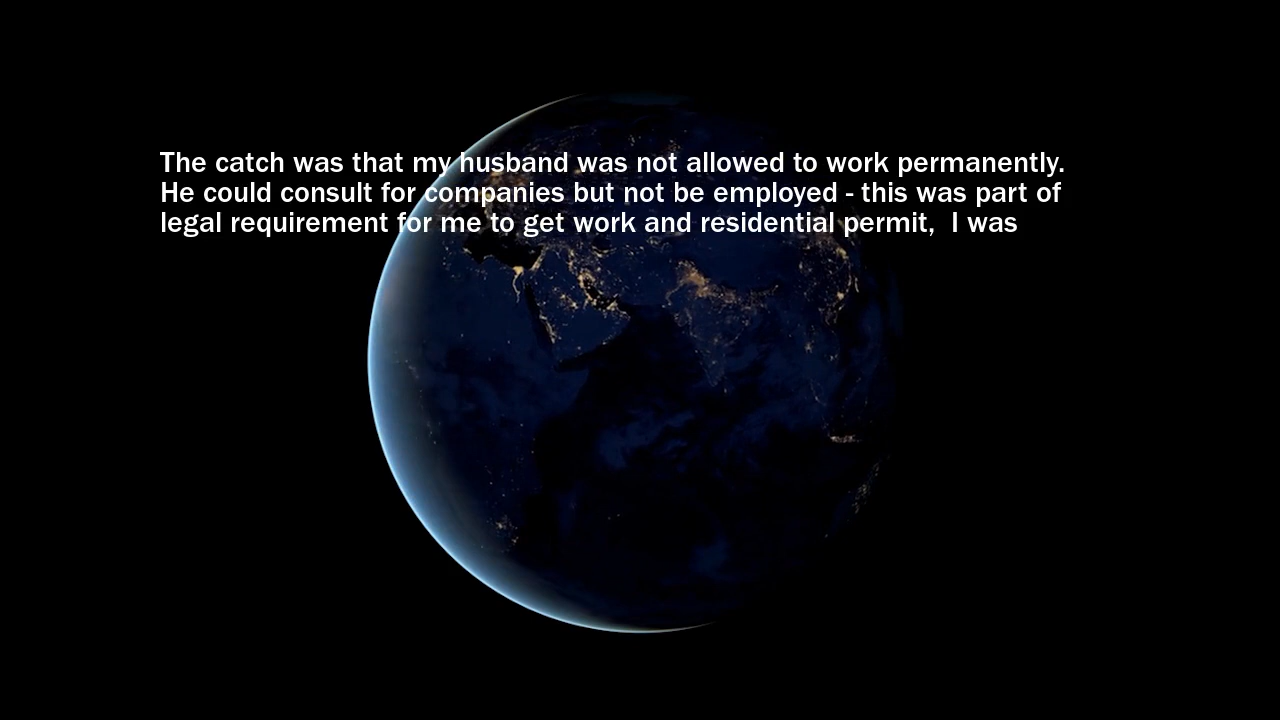 The catch was that my husband was not allowed to work permanently.
He could consult for companies but not be employed - this was part of
legal requirement for me to get work and residential permit,  I was